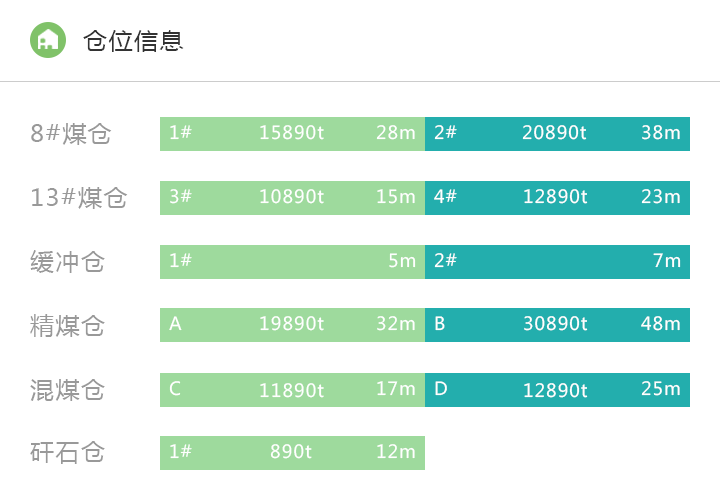 仓位信息
8#煤仓 1# 15890t 28m 2# 20890t 38m
13#煤仓 3# 10890t 15m 4# 12890t 23m
缓冲仓 1# 5m 2# 7m
精煤仓 A 19890t 32m B 30890t 48m
混煤仓 C 11890t 17m D 12890t 25m
矸石仓 1# 890t 12m